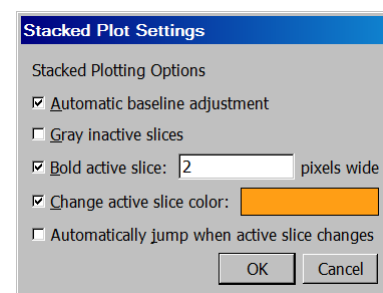 Stacked Plot Settings
Stacked Plotting Options
Automatic baseline adjustment
Gray inactive slices
Bold active slice: 2 pixels wide
Change active slice color:
Automatically jump when active slice changes
OK Cancel